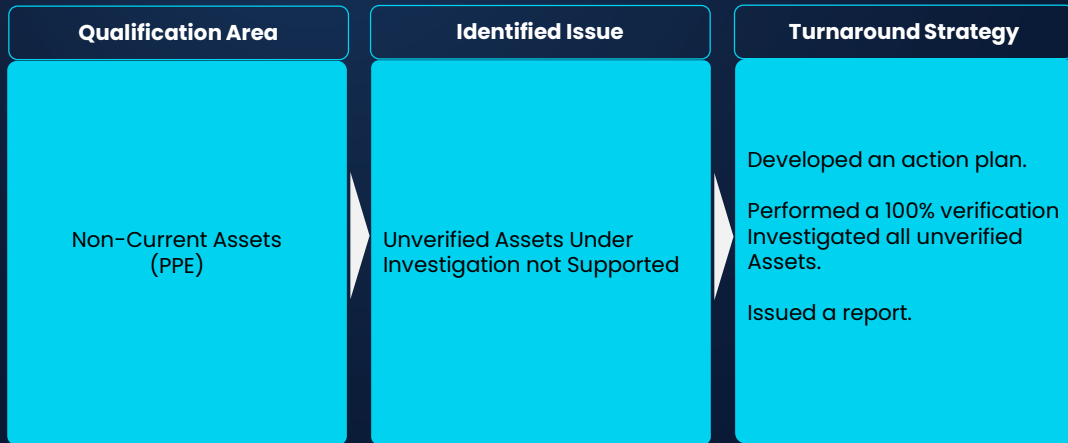 Qualification Area
Identified Issue
Turnaround Strategy
Non-Current Assets
(PPE)
Unverified Assets Under
Investigation not Supported
Developed an action plan.
Performed a 100% verification
Investigated all unverified
Assets.
Issued a report.